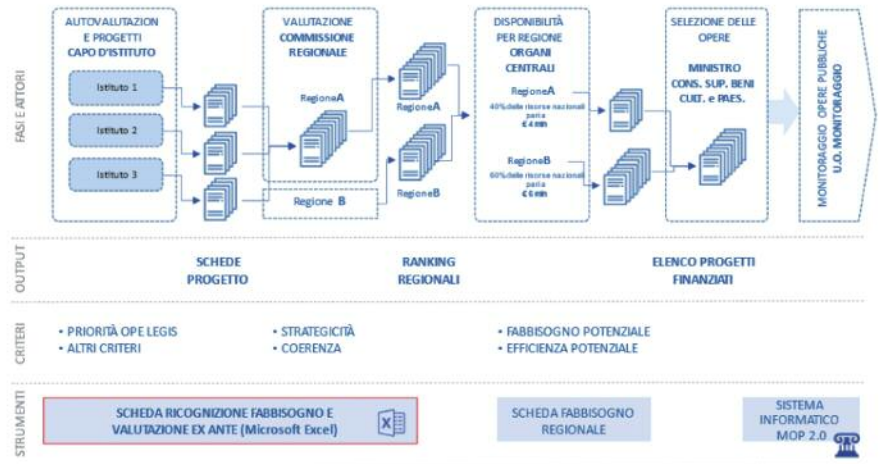 FASI E ATTORI
AUTOVALUTAZION
E PROGETTI
CAPO D'ISTITUTO
Istituto 1
Istituto 2
Istituto 3
VALUTAZIONE
COMMISSIONE
REGIONALE
RegioneA
Regione B
RegioneA
RegioneB
DISPONIBILITÀ
PER REGIONE
ORGANI
CENTRALI
RegioneA
40% delle risorse nazionali
pari a
€ 4 mln
RegioneB
60% delle risorse nazionali
pari a
€ 6 mln
SELEZIONE DELLE
OPERE
MINISTRO
CONS. SUP. BENI
CULT. e PAES.
MONITORAGGIO OPERE PUBBLICHE
U.O. MONITORAGGIO
OUTPUT
SCHEDE
PROGETTO
RANKING
REGIONALI
ELENCO PROGETTI
FINANZIATI
CRITERI
• PRIORITÀ OPE LEGIS
• ALTRI CRITERI
• STRATEGICITÀ
• COERENZA
• FABBISOGNO POTENZIALE
• EFFICIENZA POTENZIALE
STRUMENTI
SCHEDA RICOGNIZIONE FABBISOGNO E
VALUTAZIONE EX ANTE (Microsoft Excel)
X
SCHEDA FABBISOGNO
REGIONALE
SISTEMA
INFORMATICO
MOP 2.0